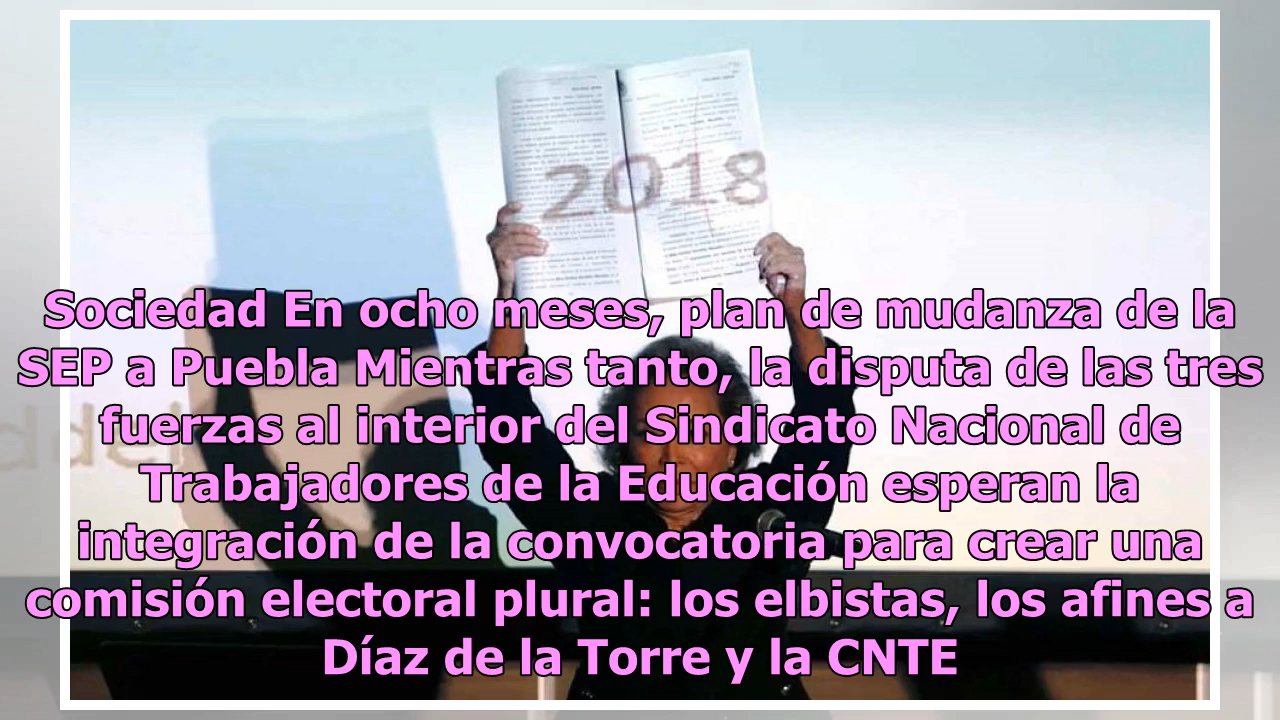 2018
Sociedad En ocho meses, plan de mudanza de la
SEP a Puebla Mientras tanto, la disputa de las tres
fuerzas al interior del Sindicato Nacional de
Trabajadores de la Educación esperan la
integración de la convocatoria para crear una
comisión electoral plural: los elbistas, los afines a
Díaz de la Torre y la CNTE